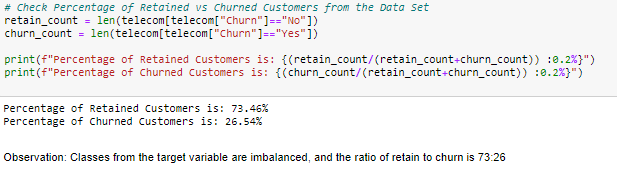 # Check Percentage of Retained vs Churned Customers from the Data Set
retain_count = len(telecom[telecom["Churn"]=="No"])
churn_count = len(telecom[telecom["Churn"]=="Yes"])
print(f"Percentage of Retained Customers is: {(retain_count/(retain_count+churn_count)) :0.2%}")
print(f"Percentage of Churned Customers is: {(churn_count/(retain_count+churn_count)) :0.2%}")
Percentage of Retained Customers is: 73.46%
Percentage of Churned Customers is: 26.54%
Observation: Classes from the target variable are imbalanced, and the ratio of retain to churn is 73:26